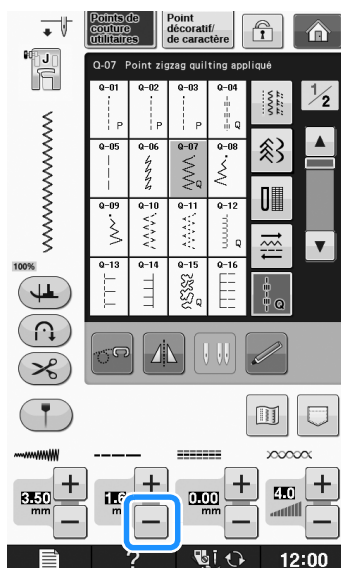 Points de
couture
utilitaires
Point
décoratif/
de caractère
J
Q-07 Point zigzag quilting appliqué
1/2
Q-01 Q-02 Q-03 Q-04
P P P Q
Q-05 Q-06 Q-07 Q-08
Q
Q-09 Q-10 Q-11 Q-12
Q
Q-13 Q-14 Q-15 Q-16
Q
Q
100%
3.50
mm
0.00
mm
4.0
mm
?
12:00